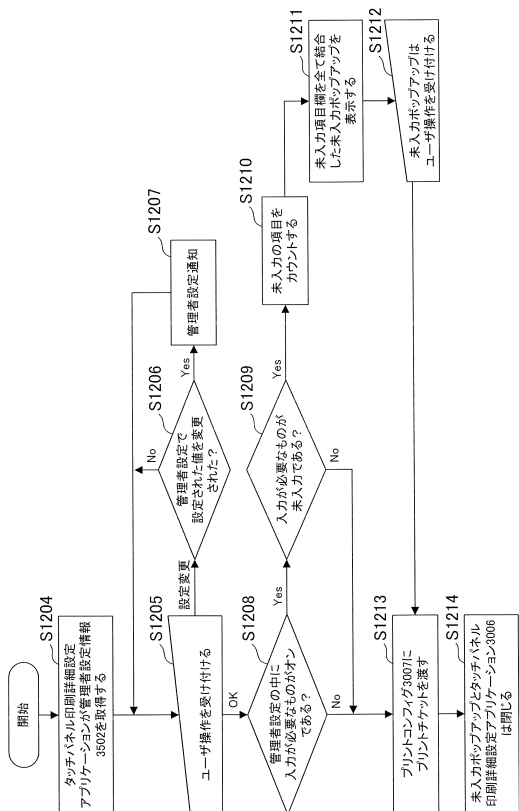 開始
S1204
タッチパネル印刷詳細設定
アプリケーションが管理者設定情報
3502を取得する
S1205
ユーザ操作を受け付ける
設定変更
OK
S1206
管理者設定で
設定された値を変更
された?
No
Yes
S1207
管理者設定通知
S1208
管理者設定の中に
入力が必要なものがオン
である?
Yes
No
S1209
入力が必要なものが
未入力である?
Yes
No
S1210
未入力の項目を
カウントする
S1211
未入力項目欄を全て結合
した未入力ポップアップを
表示する
S1212
未入力ポップアップは
ユーザ操作を受け付ける
S1213
プリントコンフィグ3007に
プリントチケットを渡す
S1214
未入力ポップアップとタッチパネル
印刷詳細設定アプリケーション3006
は閉じる